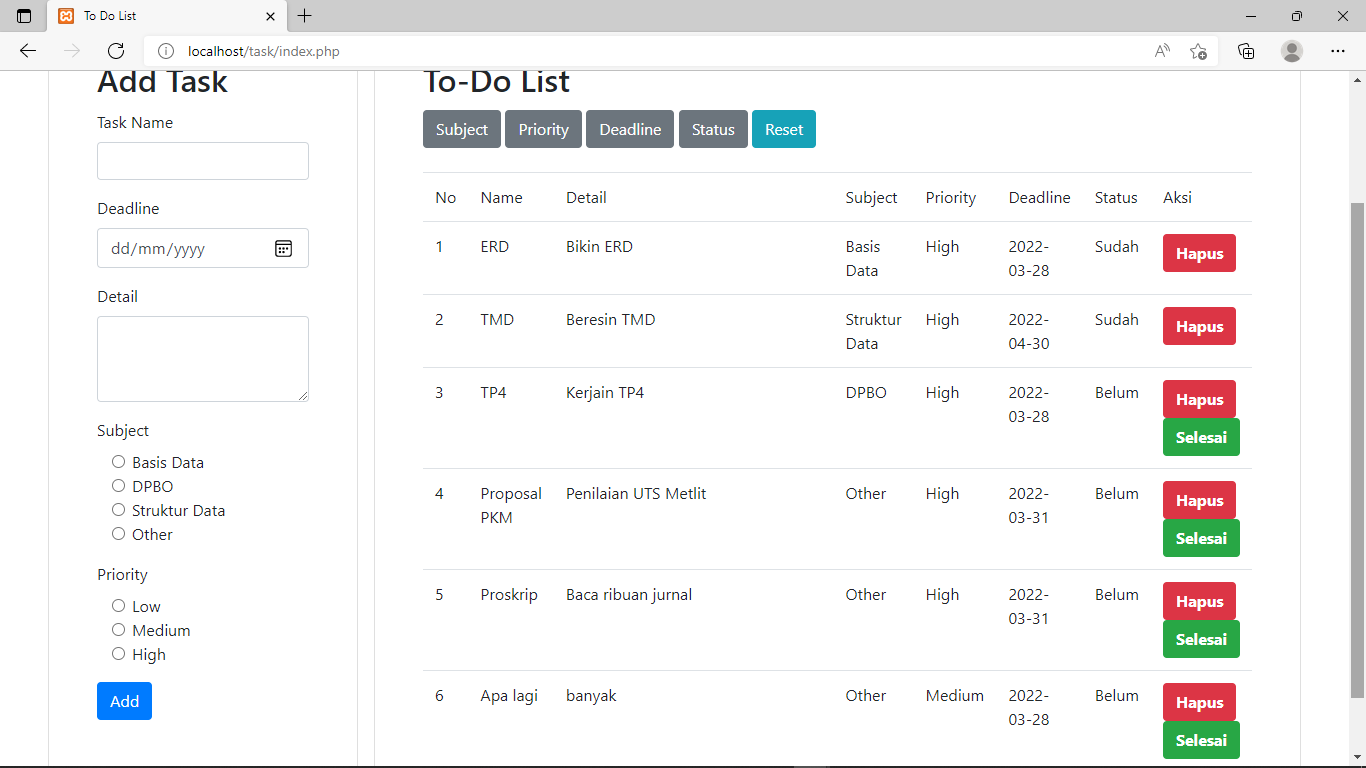 To Do List
localhost/task/index.php
Add Task
Task Name
Deadline
dd/mm/yyyy
Detail
Subject
Basis Data
DPBO
Struktur Data
Other
Priority
Low
Medium
High
Add
To-Do List
Subject Priority Deadline Status Reset
No Name Detail Subject Priority Deadline Status Aksi
1 ERD Bikin ERD Basis High 2022- Sudah Hapus
Data 03-28
2 TMD Beresin TMD Struktur High 2022- Sudah Hapus
Data 04-30
3 TP4 Kerjain TP4 DPBO High 2022- Belum Hapus
03-28 Selesai
4 Proposal Penilaian UTS Metlit Other High 2022- Belum Hapus
PKM 03-31 Selesai
5 Proskrip Baca ribuan jurnal Other High 2022- Belum Hapus
03-31 Selesai
6 Apa lagi banyak Other Medium 2022- Belum Hapus
03-28 Selesai